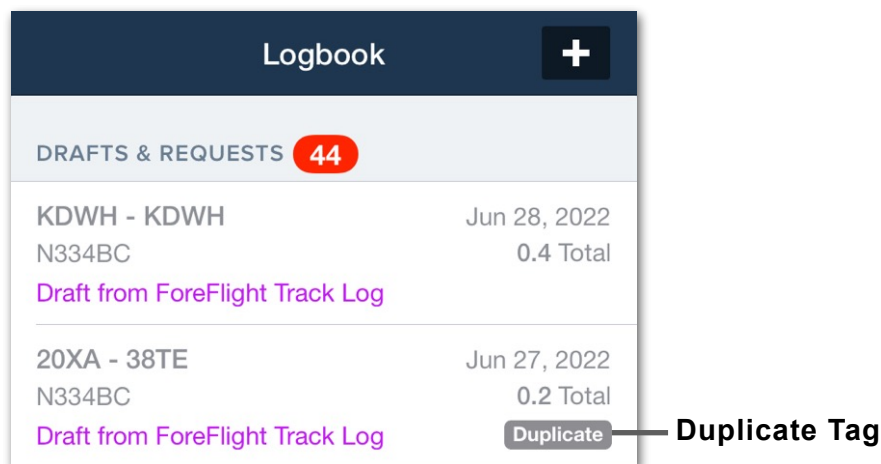 Logbook +
DRAFTS & REQUESTS 44
KDWH - KDWH Jun 28, 2022
N334BC 0.4 Total
Draft from ForeFlight Track Log
20XA - 38TE Jun 27, 2022
N334BC 0.2 Total
Draft from ForeFlight Track Log Duplicate Duplicate Tag